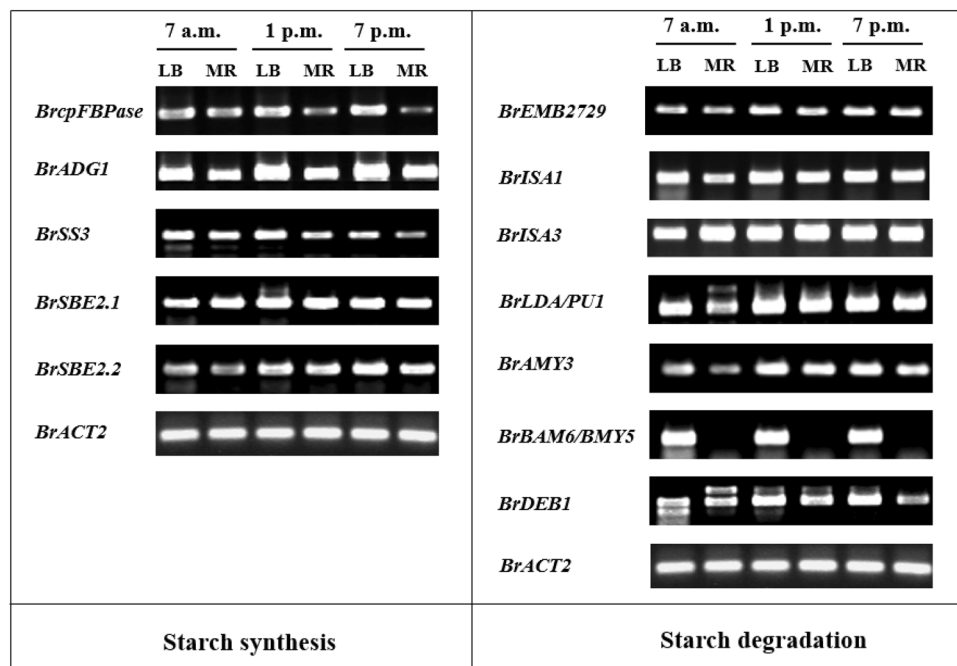 7 a.m. 1 p.m. 7 p.m.
LB MR LB MR LB MR
BrcpFBPase
BrADG1
BrSS3
BrSBE2.1
BrSBE2.2
BrACT2
Starch synthesis
7 a.m. 1 p.m. 7 p.m.
LB MR LB MR LB MR
BrEMB2729
BrISA1
BrISA3
BrLDA/PU1
BrAMY3
BrBAM6/BMY5
BrDEB1
BrACT2
Starch degradation